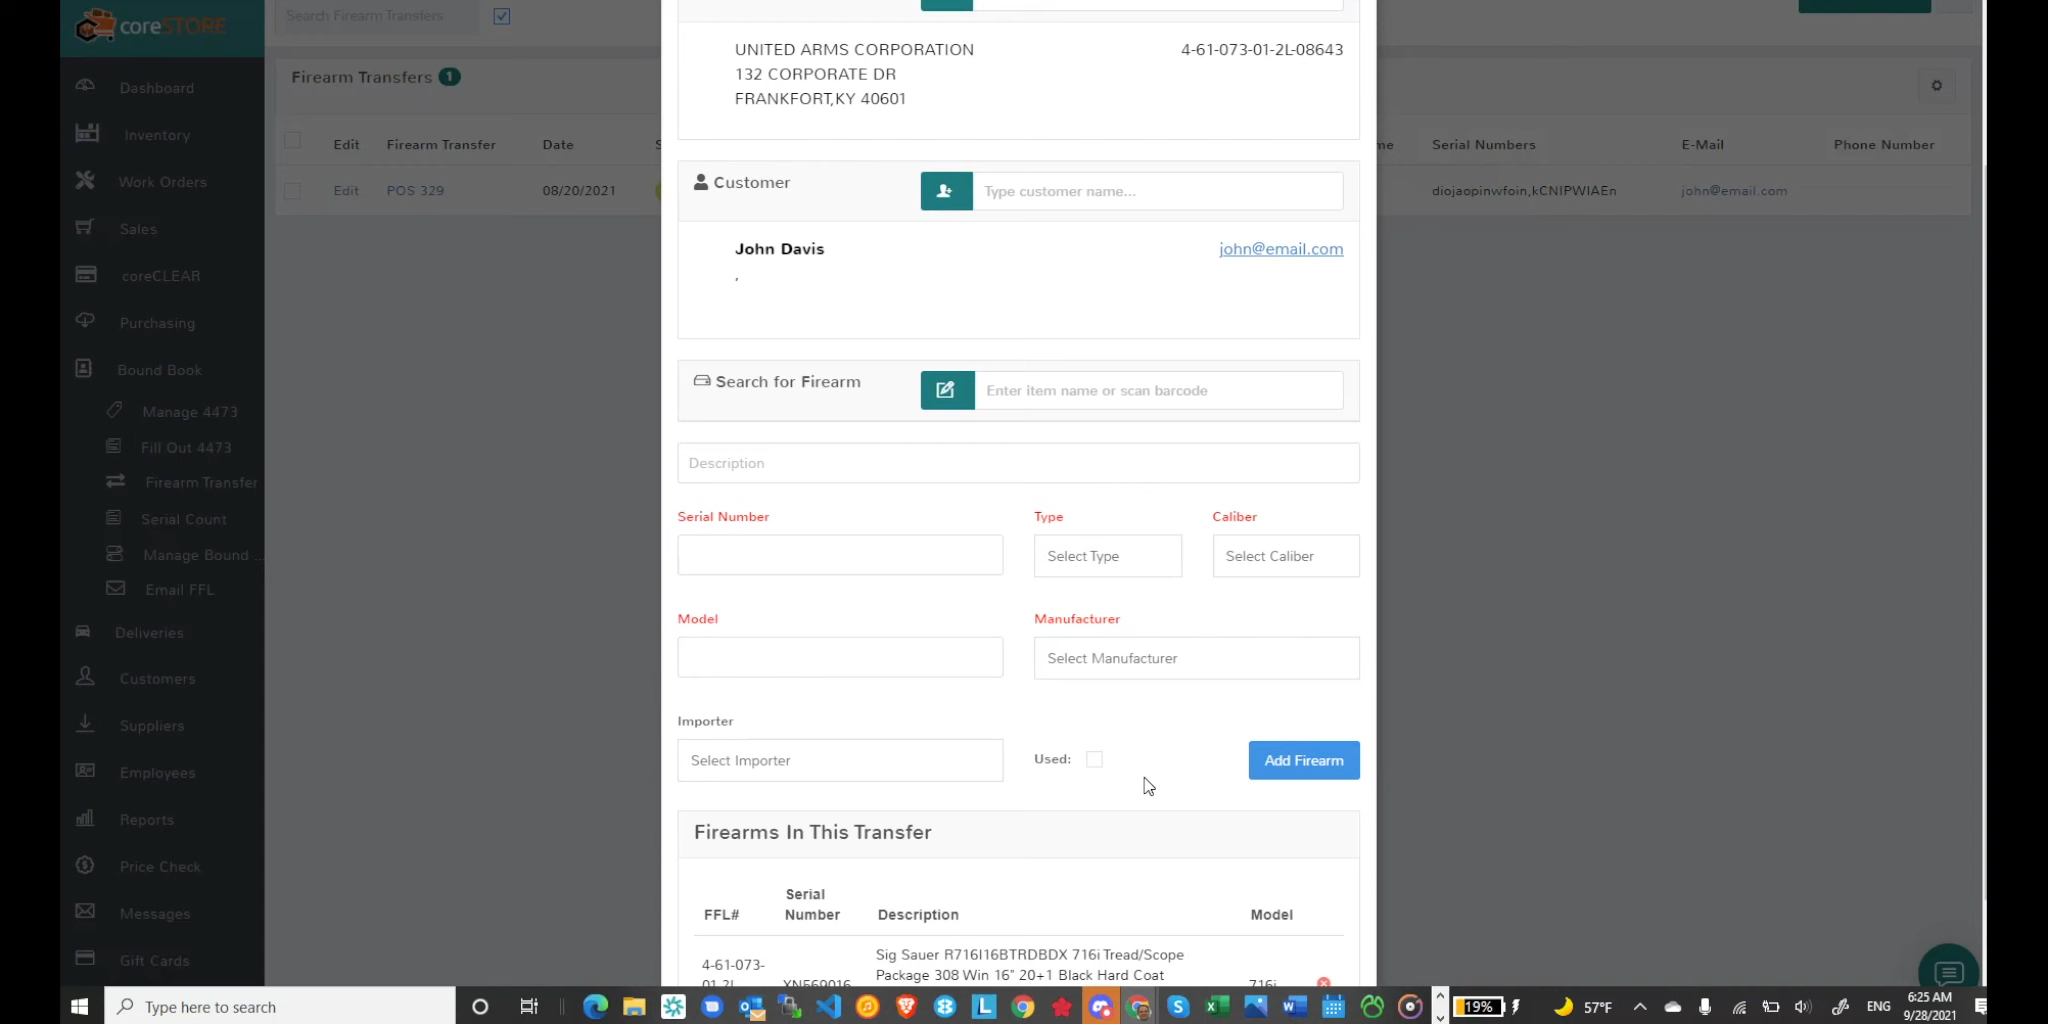 coreSTORE
Search Firearm Transfers
Dashboard
Inventory
Work Orders
Sales
coreCLEAR
Purchasing
Bound Book
Manage 4473
Fill Out 4473
Firearm Transfer
Serial Count
Manage Bound ...
Email FFL
Deliveries
Customers
Suppliers
Employees
Reports
Price Check
Messages
Gift Cards
Firearm Transfers 1
Edit Firearm Transfer Date Serial Numbers E-Mail Phone Number
Edit POS 329 08/20/2021 diojaopinwfoin,kCNIPWIAEn john@email.com
UNITED ARMS CORPORATION 4-61-073-01-2L-08643
132 CORPORATE DR
FRANKFORT,KY 40601
Customer Type customer name...
John Davis john@email.com
,
Search for Firearm Enter item name or scan barcode
Description
Serial Number Type Caliber
Select Type Select Caliber
Model Manufacturer
Select Manufacturer
Importer
Select Importer Used: Add Firearm
Firearms In This Transfer
FFL# Serial Number Description Model
4-61-073- Sig Sauer R716I16BTRDBDX 716i Tread/Scope
Package 308 Win 16" 20+1 Black Hard Coat
01-2L XN569016 716i
Type here to search
19% 57°F ENG 6:25 AM
9/28/2021